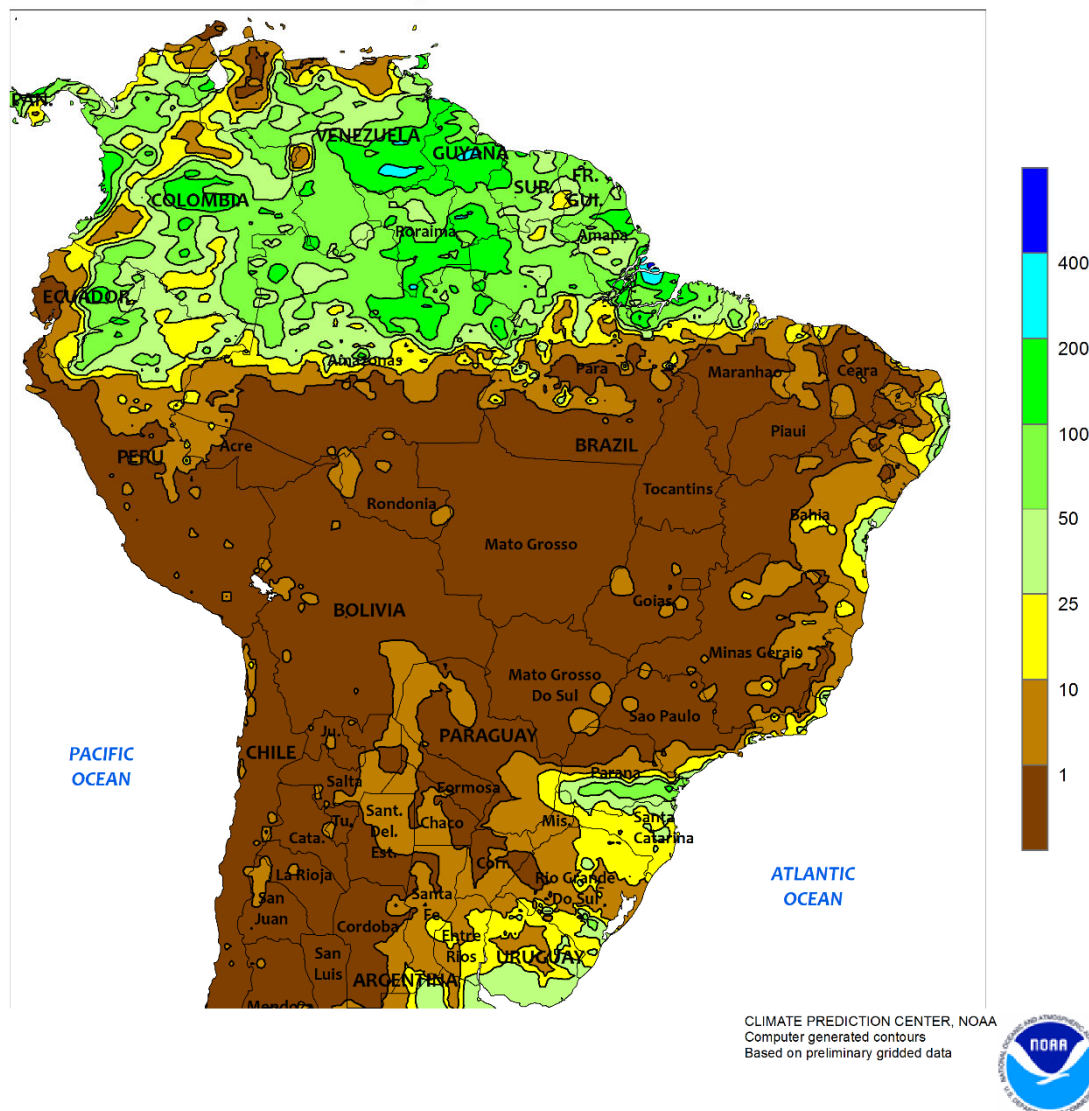 PAN.
VENEZUELA
GUYANA
COLOMBIA
SUR.
FR.
GUI.
Roraima
Amapa
ECUADOR
Amazonas
Para
Maranhao
Ceara
PERU
Acre
BRAZIL
Piaui
Rondonia
Tocantins
Mato Grosso
Bahia
BOLIVIA
Goias
Minas Gerais
Mato Grosso
Do Sul
Sao Paulo
PACIFIC
OCEAN
CHILE
Ju.
PARAGUAY
Salta
Formosa
Parana
Sant.
Del.
Est.
Tu.
Chaco
Mis.
Santa
Catarina
Cata.
La Rioja
Corr.
Rio Grande
Do Sul
San
Juan
Santa
Fe
Cordoba
Entre
Rios
URUGUAY
San
Luis
ARGENTINA
Mendoza
ATLANTIC
OCEAN
400
200
100
50
25
10
1
CLIMATE PREDICTION CENTER, NOAA
Computer generated contours
Based on preliminary gridded data
NOAA